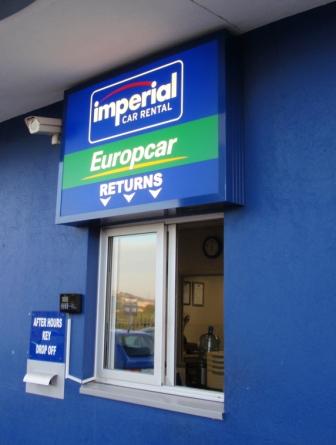 imperial
CAR RENTAL
Europcar
RETURNS
AFTER HOURS
KEY
DROP OFF